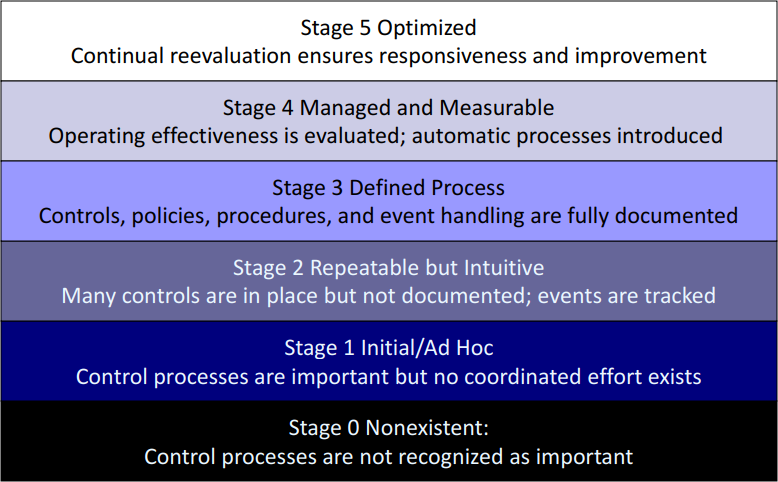 Stage 5 Optimized
Continual reevaluation ensures responsiveness and improvement
Stage 4 Managed and Measurable
Operating effectiveness is evaluated; automatic processes introduced
Stage 3 Defined Process
Controls, policies, procedures, and event handling are fully documented
Stage 2 Repeatable but Intuitive
Many controls are in place but not documented; events are tracked
Stage 1 Initial/Ad Hoc
Control processes are important but no coordinated effort exists
Stage 0 Nonexistent:
Control processes are not recognized as important